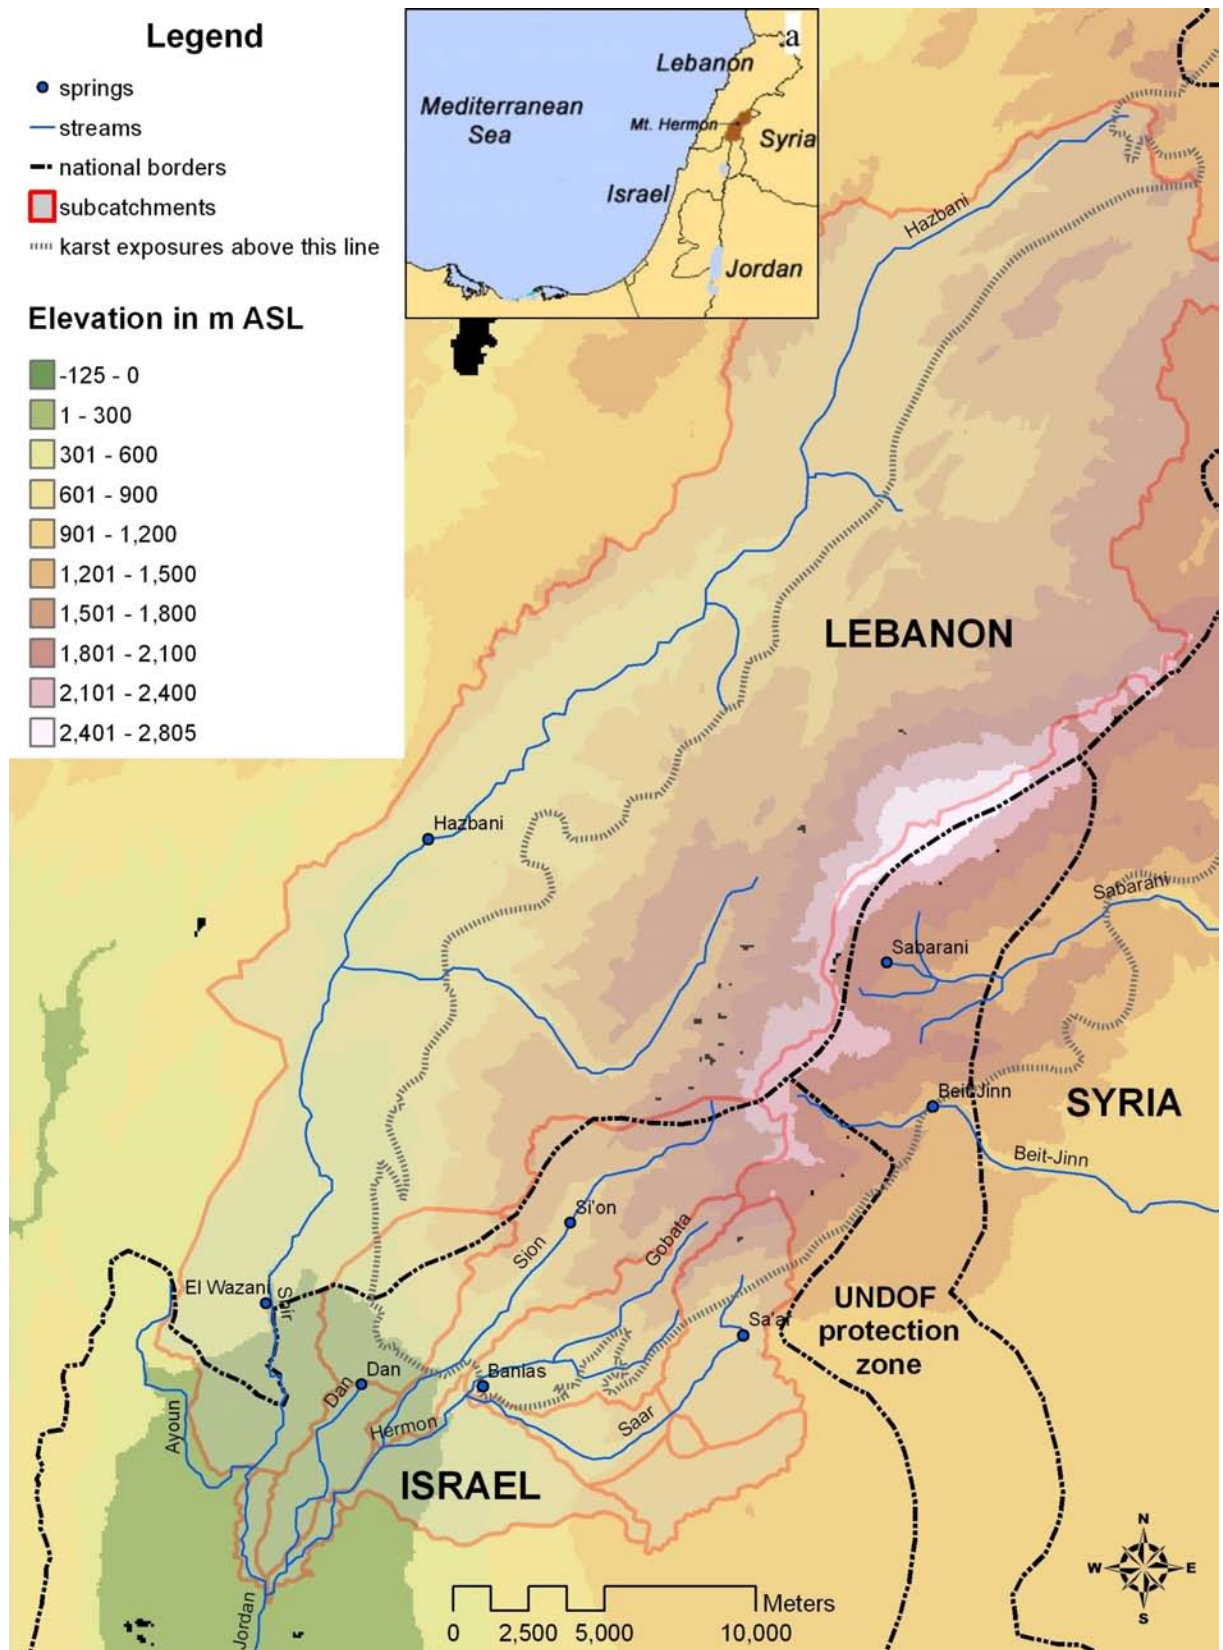 Legend
springs
streams
national borders
subcatchments
karst exposures above this line
Elevation in m ASL
-125 - 0
1 - 300
301 - 600
601 - 900
901 - 1,200
1,201 - 1,500
1,501 - 1,800
1,801 - 2,100
2,101 - 2,400
2,401 - 2,805
a
Lebanon
Mediterranean
Sea
Mt. Hermon
Syria
Israel
Jordan
Hazbani
LEBANON
Hazbani
Sabarani
Sabarani
Beit-Jinn
SYRIA
Beit-Jinn
Si'on
Sion
Gobata
El Wazani
Snir
UNDOF
protection
zone
Sa'ar
Dan
Dan
Banias
Ayoun
Hermon
Saar
ISRAEL
Jordan
N
W
E
S
Meters
0
2,500
5,000
10,000